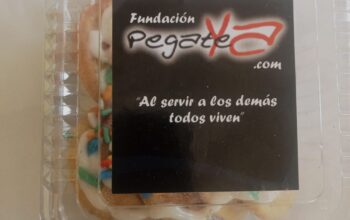 Fundación
PegateYa
.com
"Al servir a los demás
todos viven"